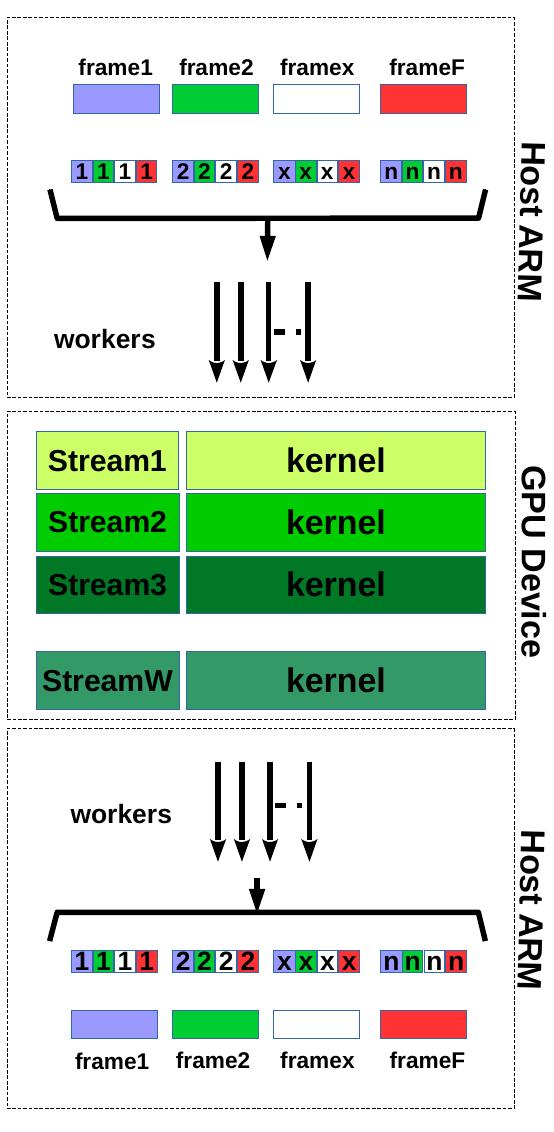 frame1 frame2 framex frameF
1 1 1 1 2 2 2 2 x x x x n n n n
Host ARM
workers
Stream1 kernel
Stream2 kernel
Stream3 kernel
StreamW kernel
GPU Device
workers
1 1 1 1 2 2 2 2 x x x x n n n n
frame1 frame2 framex frameF
Host ARM